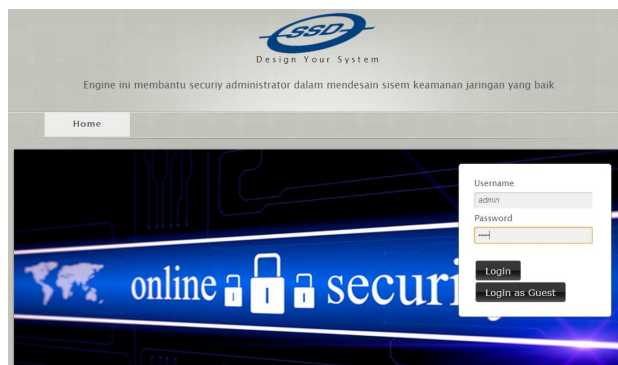 SSD
Design Your System
Engine ini membantu securiy administrator dalam mendesain sisem keamanan jaringan yang baik
Home
online securi
Username
admin
Password
Login
Login as Guest